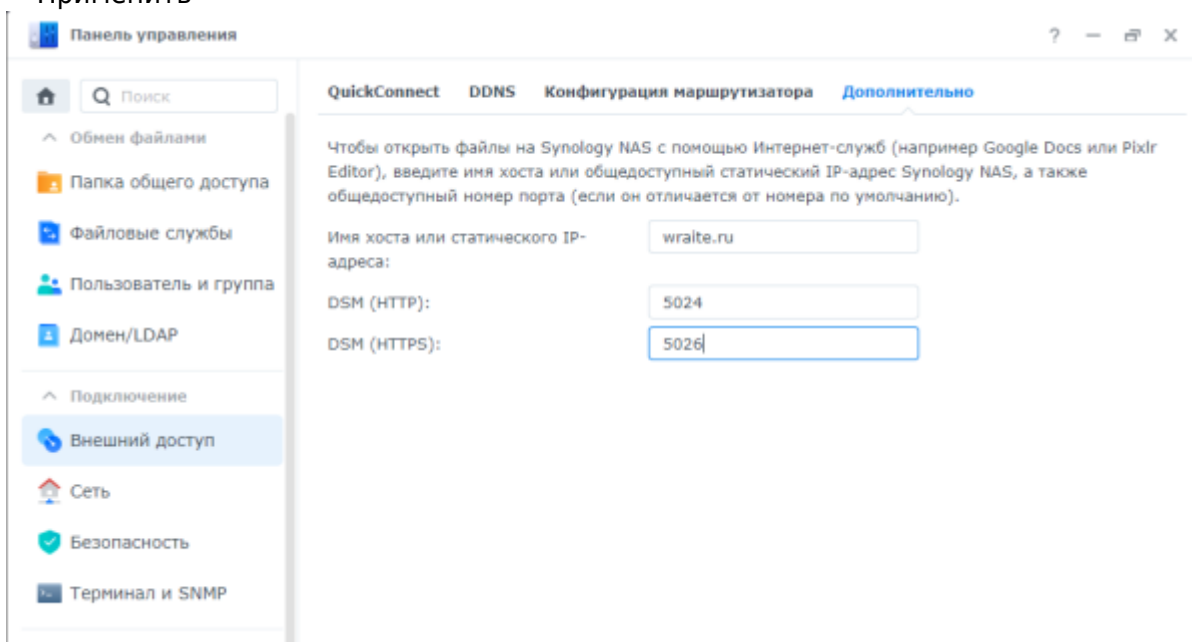 Применить
Панель управления
Поиск
QuickConnect DDNS Конфигурация маршрутизатора Дополнительно
Обмен файлами
Папка общего доступа
Файловые службы
Пользователь и группа
Домен/LDAP
Подключение
Внешний доступ
Сеть
Безопасность
Терминал и SNMP
Чтобы открыть файлы на Synology NAS с помощью Интернет-служб (например Google Docs или Pixlr
Editor), введите имя хоста или общедоступный статический IP-адрес Synology NAS, а также
общедоступный номер порта (если он отличается от номера по умолчанию).
Имя хоста или статического IP-
адреса:
wraite.ru
DSM (HTTP):
5024
DSM (HTTPS):
5026